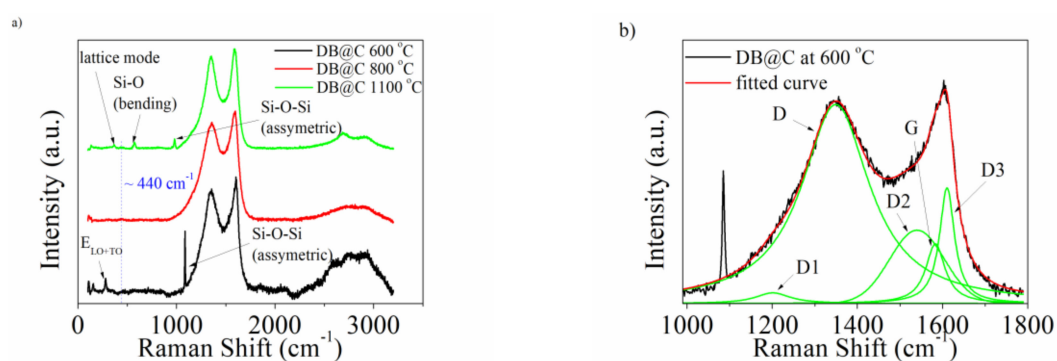 a)
DB@C 600 °C
DB@C 800 °C
DB@C 1100 °C
lattice mode
Si-O
(bending)
Si-O-Si
(assymetric)
~ 440 cm-1
ELO+TO
Si-O-Si
(assymetric)
Intensity (a.u.)
0 1000 2000 3000
Raman Shift (cm-1)
b)
DB@C at 600 °C
fitted curve
D
G
D3
D2
D1
Intensity (a.u.)
1000 1200 1400 1600 1800
Raman Shift (cm-1)